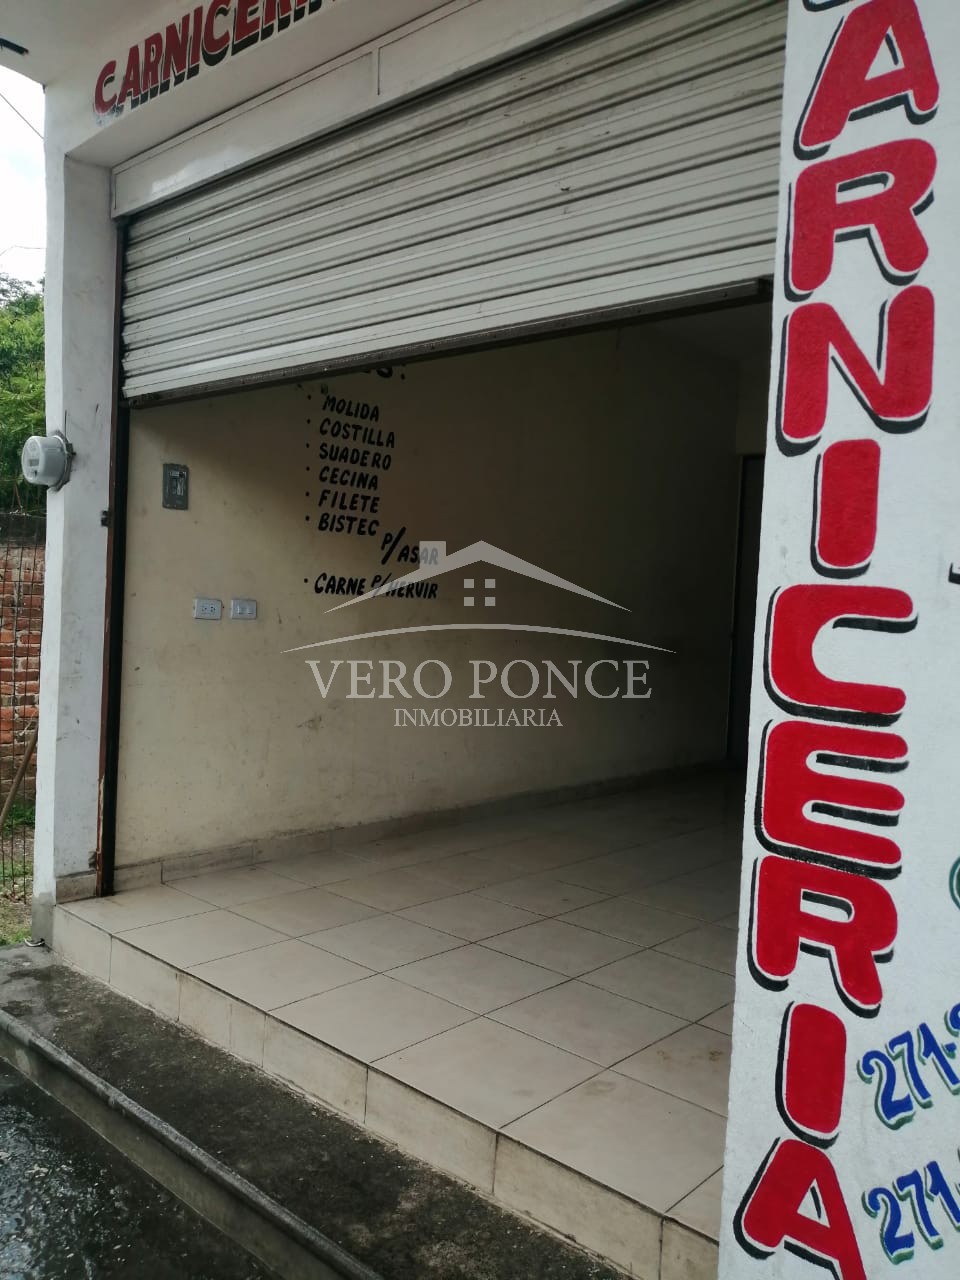 CARNICERI
CARNICERIA
· MOLIDA
· COSTILLA
· SUADERO
· CECINA
· FILETE
· BISTEC
P/ASAR
· CARNE P/HERVIR
VERO PONCE
INMOBILIARIA
271-
271-